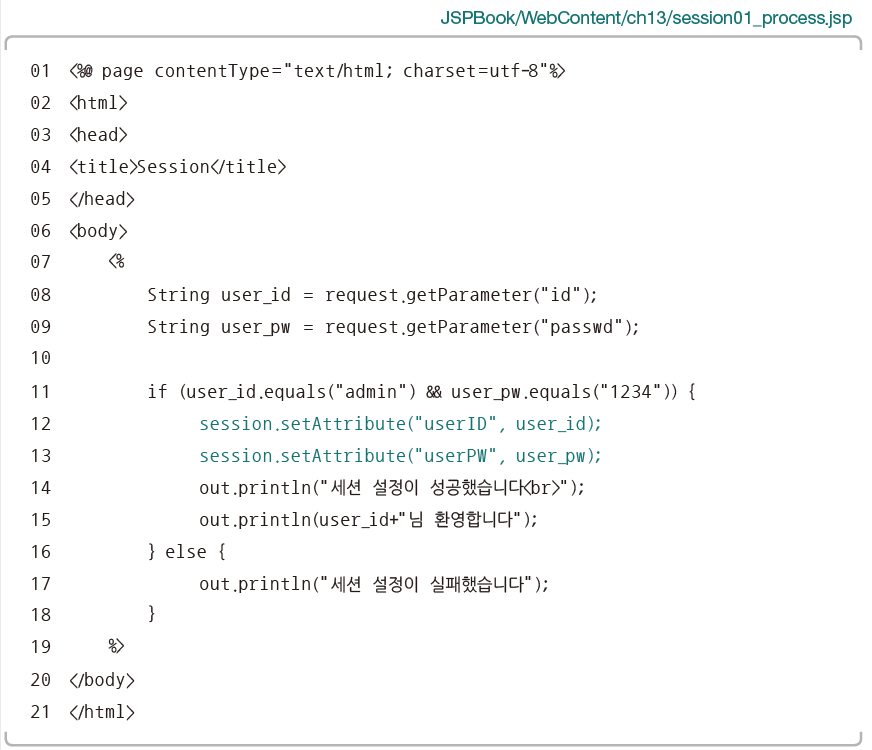 JSPBook/WebContent/ch13/session01_process.jsp
01 <%@ page contentType="text/html; charset=utf-8"%>
02 <html>
03 <head>
04 <title>Session</title>
05 </head>
06 <body>
07     <%
08         String user_id = request.getParameter("id");
09         String user_pw = request.getParameter("passwd");
10
11         if (user_id.equals("admin") && user_pw.equals("1234")) {
12             session.setAttribute("userID", user_id);
13             session.setAttribute("userPW", user_pw);
14             out.println("세션 설정이 성공했습니다<br>");
15             out.println(user_id+"님 환영합니다");
16         } else {
17             out.println("세션 설정이 실패했습니다");
18         }
19     %>
20 </body>
21 </html>